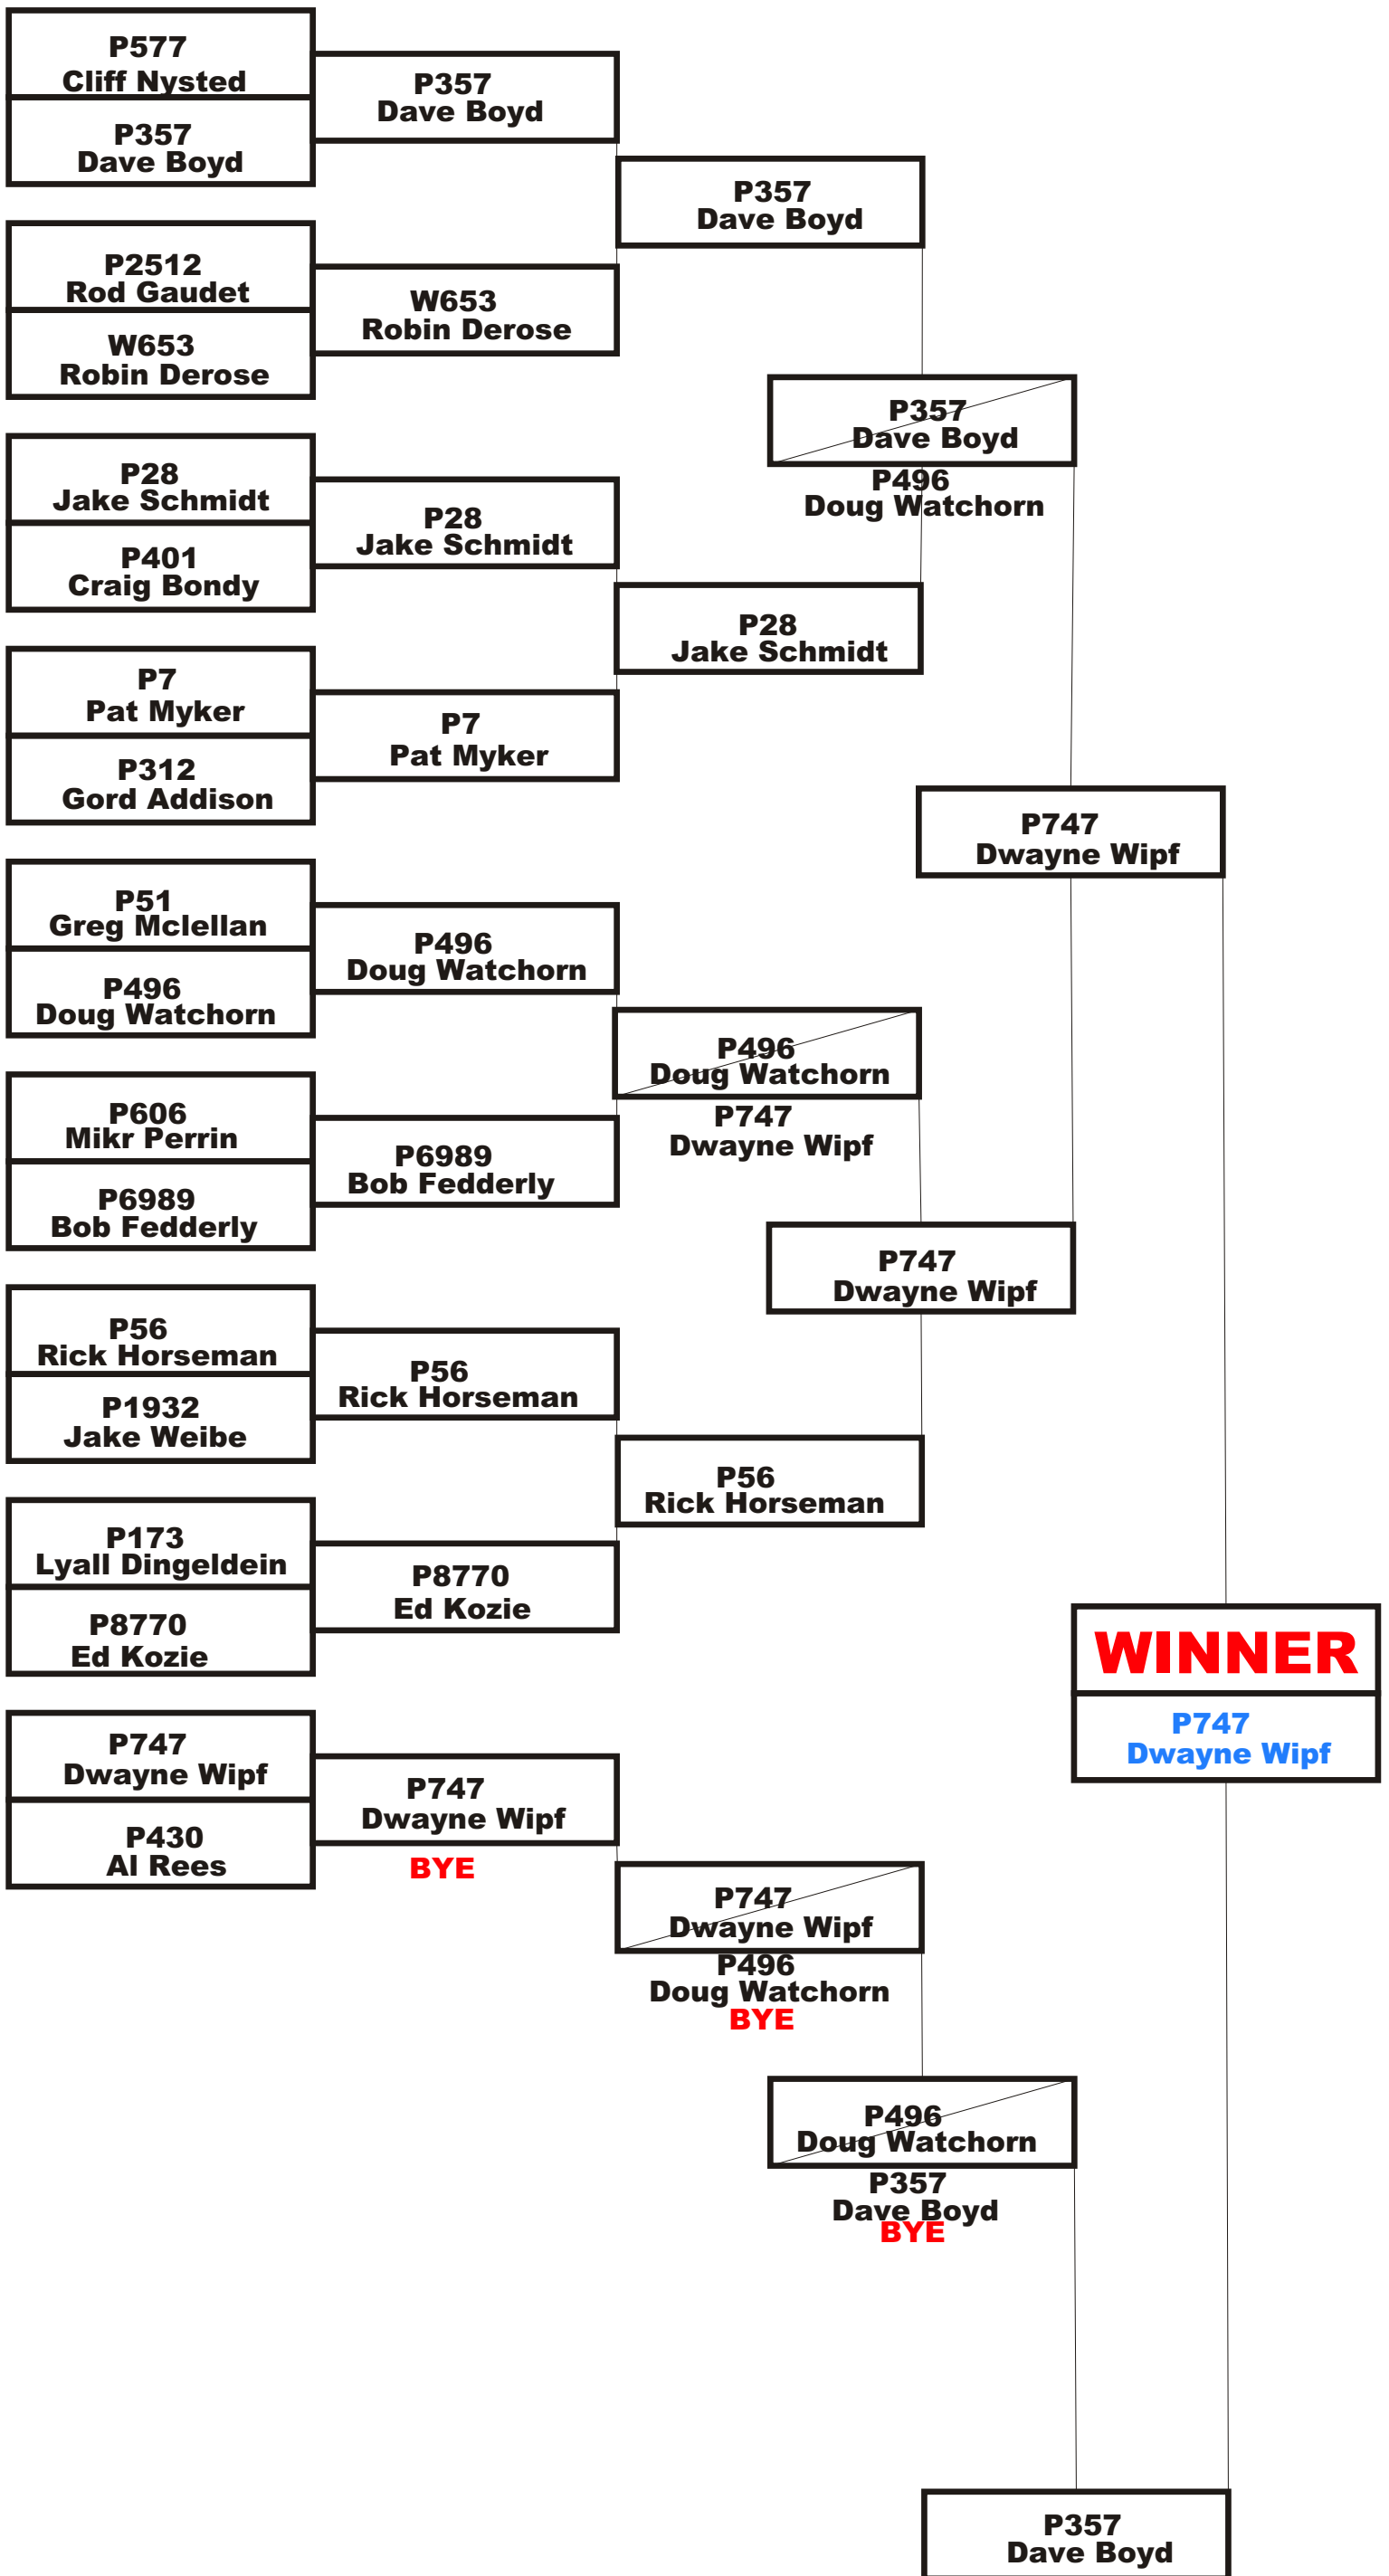 P577
Cliff Nysted
P357
Dave Boyd
P2512
Rod Gaudet
W653
Robin Derose
P28
Jake Schmidt
P401
Craig Bondy
P7
Pat Myker
P312
Gord Addison
P51
Greg Mclellan
P496
Doug Watchorn
P606
Mikr Perrin
P6989
Bob Fedderly
P56
Rick Horseman
P1932
Jake Weibe
P173
Lyall Dingeldein
P8770
Ed Kozie
P747
Dwayne Wipf
P430
Al Rees
P357
Dave Boyd
W653
Robin Derose
P28
Jake Schmidt
P7
Pat Myker
P496
Doug Watchorn
P6989
Bob Fedderly
P56
Rick Horseman
P8770
Ed Kozie
P747
Dwayne Wipf
BYE
P357
Dave Boyd
P28
Jake Schmidt
P496
Doug Watchorn
P747
Dwayne Wipf
P56
Rick Horseman
P747
Dwayne Wipf
P496
Doug Watchorn
BYE
P357
Dave Boyd
P496
Doug Watchorn
P747
Dwayne Wipf
P496
Doug Watchorn
P357
Dave Boyd
BYE
P747
Dwayne Wipf
P357
Dave Boyd
WINNER
P747
Dwayne Wipf